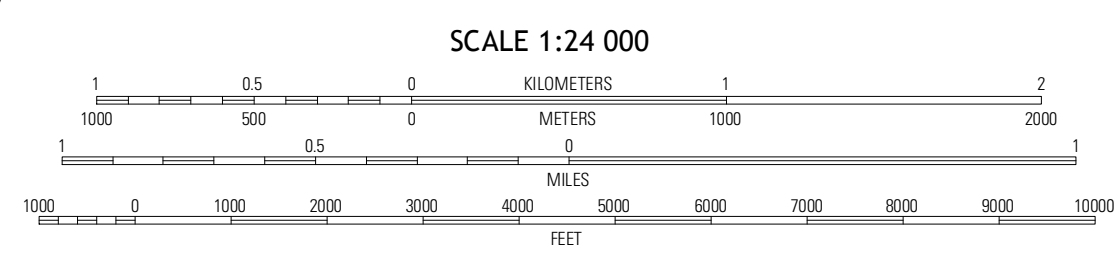 SCALE 1:24 000
1 0.5 0 KILOMETERS 1 2
1000 500 0 METERS 1000 2000
1 0.5 0 1
MILES
1000 0 1000 2000 3000 4000 5000 6000 7000 8000 9000 10000
FEET